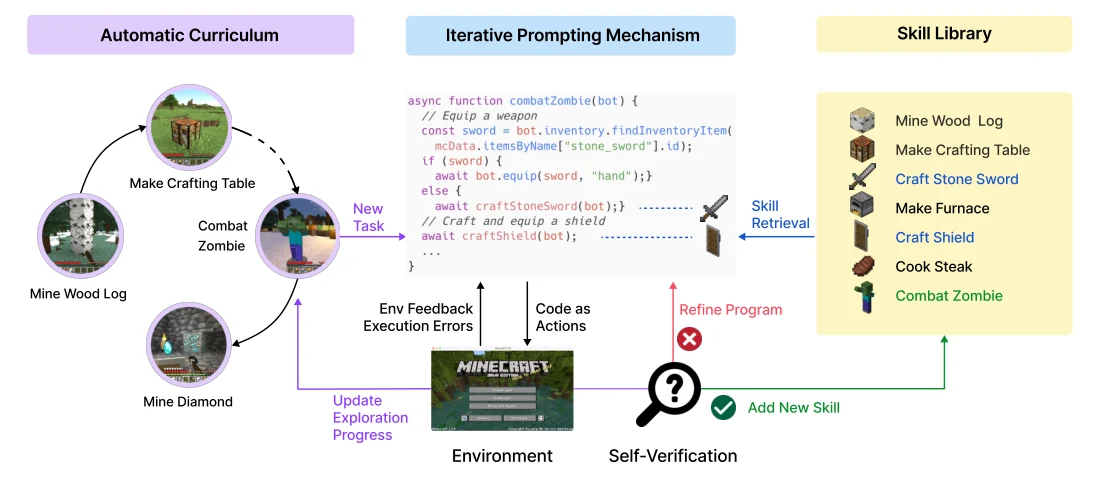 Automatic Curriculum
Iterative Prompting Mechanism
Skill Library
Make Crafting Table
Mine Wood Log
Combat
Zombie
Mine Diamond
New
Task
async function combatZombie(bot) {
// Equip a weapon
const sword = bot.inventory.findInventoryItem(
mcData.itemsByName["stone_sword"].id);
if (sword) {
await bot.equip(sword, "hand");}
else {
await craftStoneSword(bot);}
// Craft and equip a shield
await craftShield(bot);
...
}
Skill
Retrieval
Mine Wood Log
Make Crafting Table
Craft Stone Sword
Make Furnace
Craft Shield
Cook Steak
Combat Zombie
Env Feedback
Execution Errors
Code as
Actions
Refine Program
Update
Exploration
Progress
MINECRAFT
JAVA EDITION
?
Add New Skill
Environment
Self-Verification